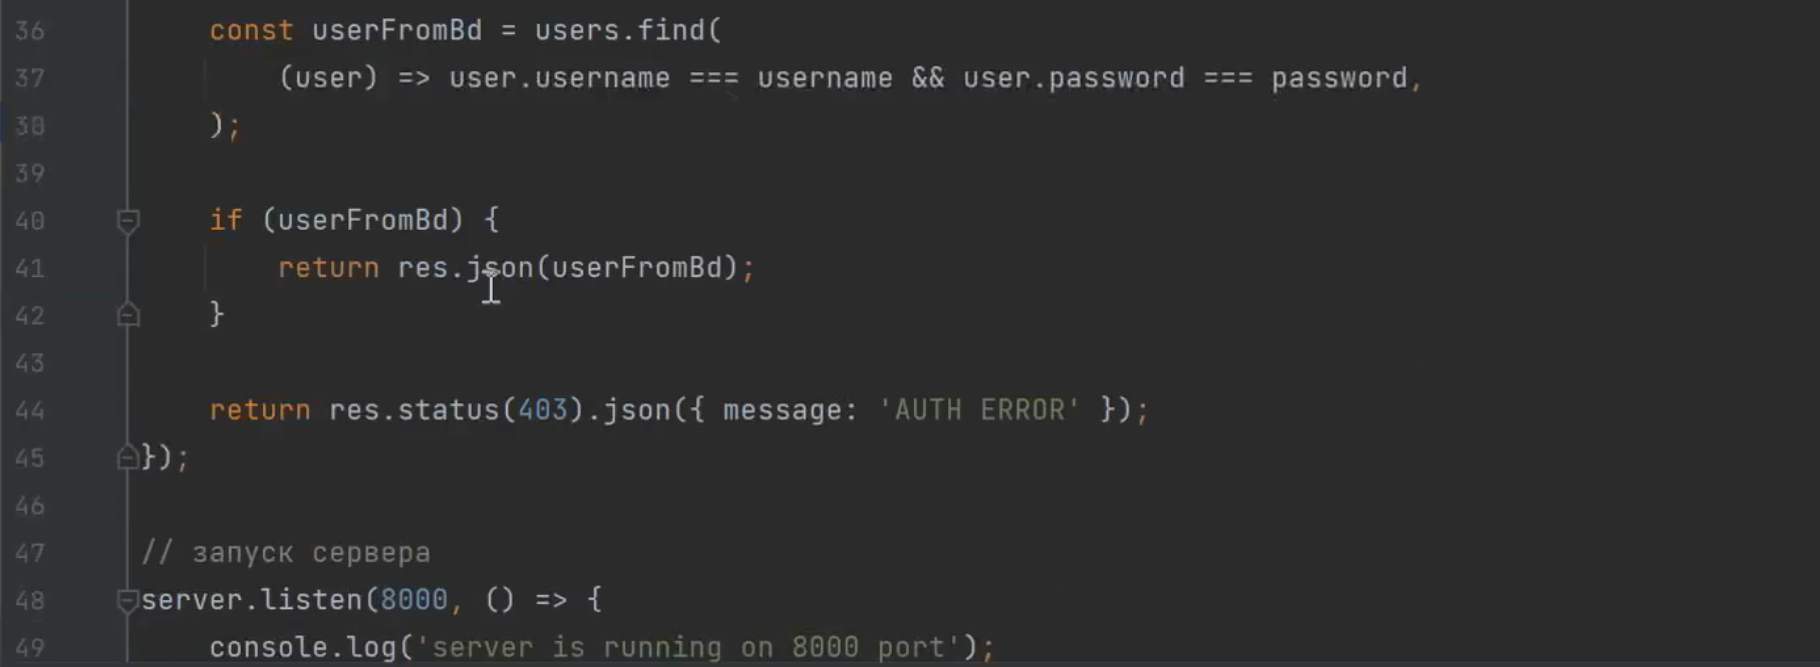 36 const userFromBd = users.find(
37 (user) => user.username === username && user.password === password,
38 );
39
40 if (userFromBd) {
41 return res.json(userFromBd);
42 }
43
44 return res.status(403).json({ message: 'AUTH ERROR' });
45 });
46
47 // запуск сервера
48 server.listen(8000, () => {
49 console.log('server is running on 8000 port');